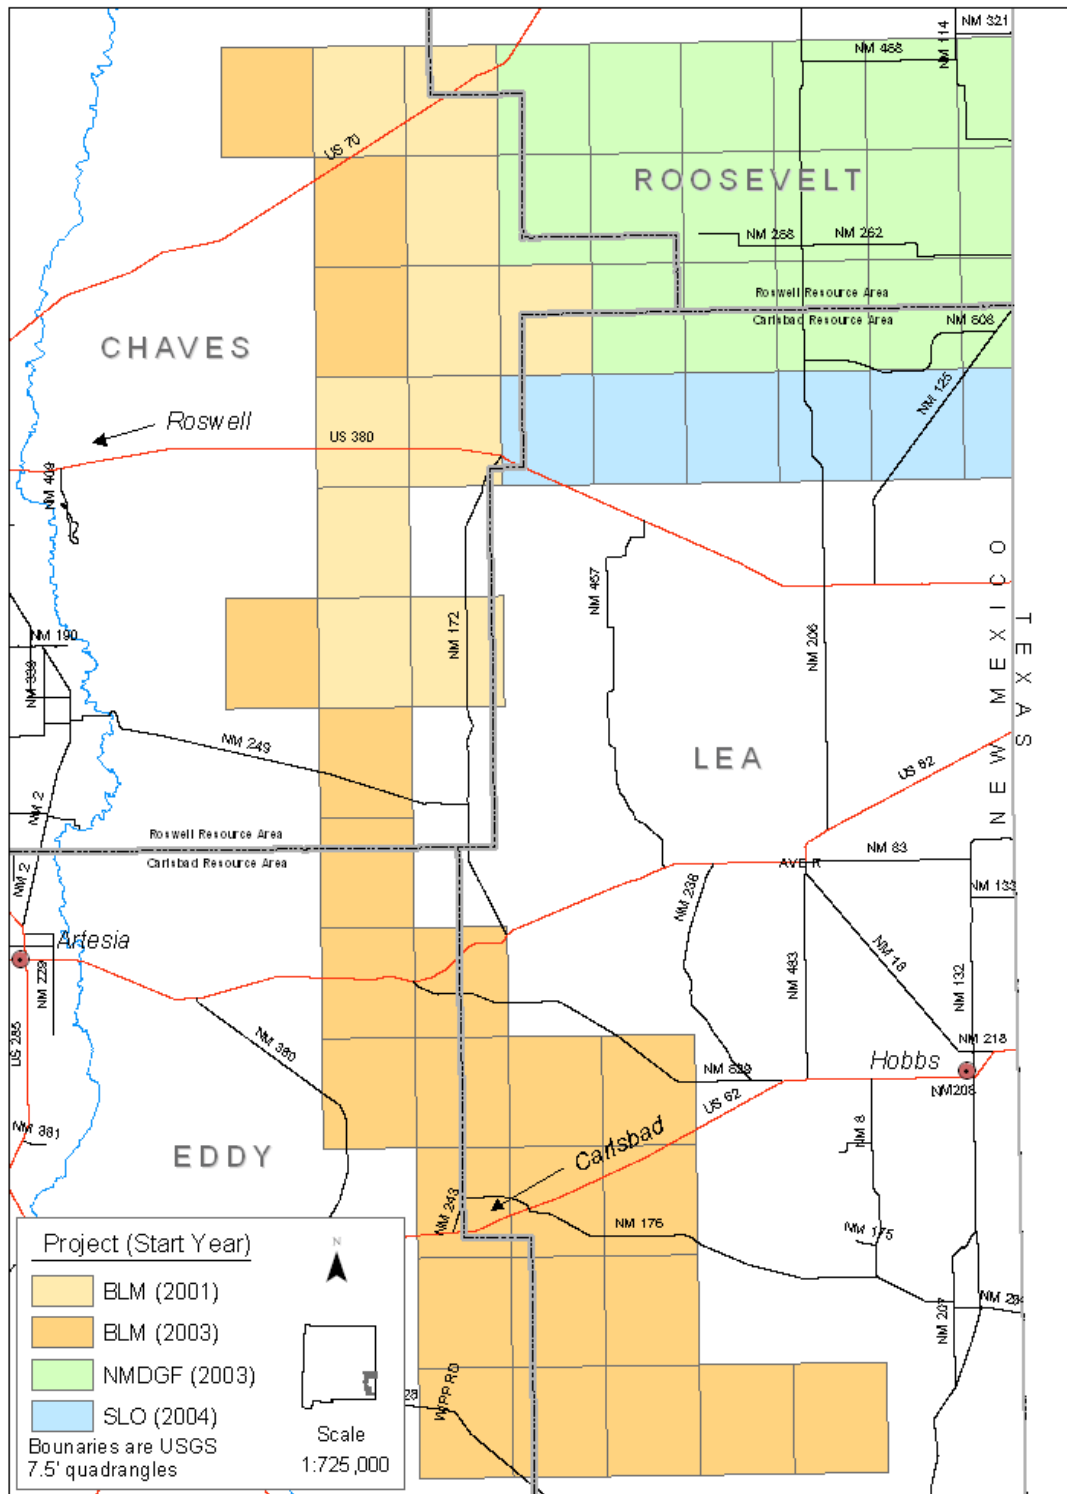 NM 321
NM 114
NM 468
US 70
ROOSEVELT
NM 268
NM 262
Roswell Resource Area
Carlsbad Resource Area
NM 608
CHAVES
NM 125
Roswell
US 380
NM 409
NM 467
NM 172
NM 206
NEW MEXICO
TEXAS
NM 190
NM 249
LEA
US 82
NM 2
Roswell Resource Area
Carlsbad Resource Area
NM 2
NM 83
AVE R
NM 238
NM 133
Artesia
NM 229
NM 483
NM 18
NM 132
US 285
NM 360
NM 218
Hobbs
NM 529
US 62
NM208
NM 381
NM 8
EDDY
Carlsbad
NM 243
NM 176
NM 175
NM 207
Project (Start Year)
N
BLM (2001)
BLM (2003)
NMDGF (2003)
SLO (2004)
Bounaries are USGS
7.5' quadrangles
Scale
1:725,000
28
WIPP RD